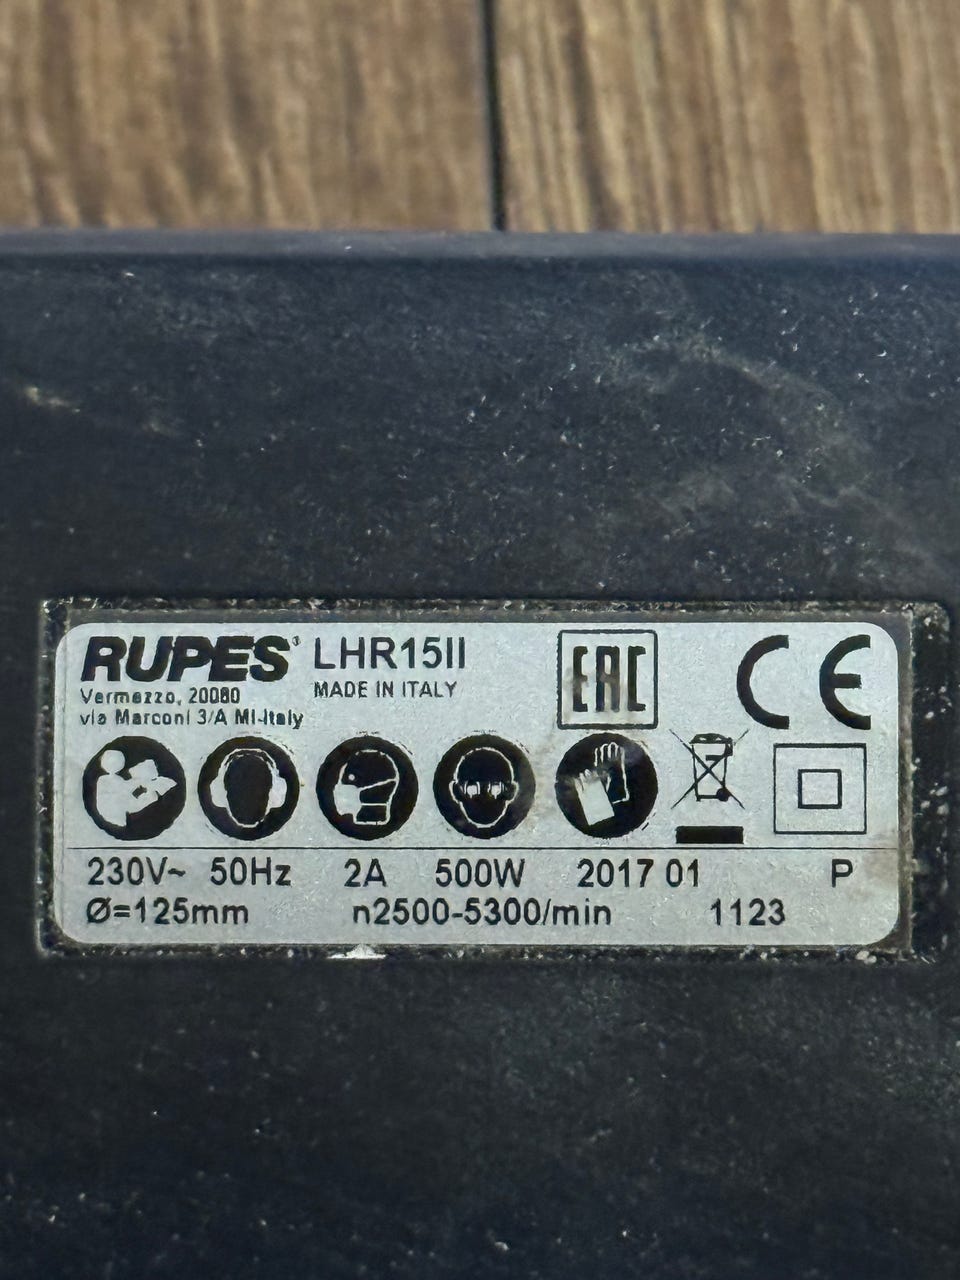 RUPES LHR15II
Vermezzo, 20080
MADE IN ITALY
via Marconi 3/A MI-Italy
EAC
CE
230V~ 50Hz 2A 500W 2017 01 P
Ø=125mm n2500-5300/min 1123